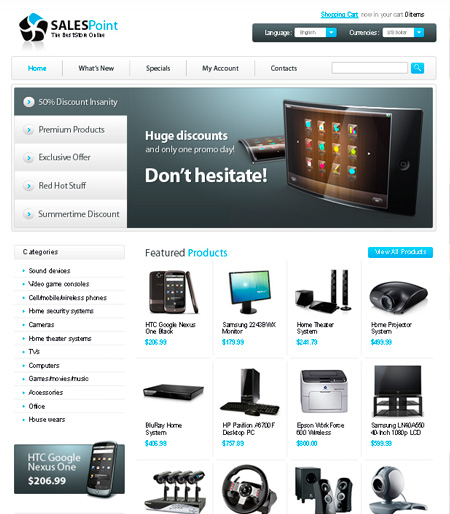 SALESPoint
The Best Store Online
Shopping Cart now in your cart 0 items
Language: English Currencies: US Dollar
Home What's New Specials My Account Contacts
50% Discount Insanity
Premium Products
Exclusive Offer
Red Hot Stuff
Summertime Discount
Huge discounts
and only one promo day!
Don't hesitate!
Categories
Sound devices
Video game consoles
Cell/mobile/wireless phones
Home security systems
Cameras
Home theater systems
TVs
Computers
Games/movies/music
Accessories
Office
House wears
HTC Google
Nexus One
$206.99
Featured Products
View All Products
HTC Google Nexus
One Black
$206.99
Samsung 2243BWX
Monitor
$179.99
Home Theater
System
$241.79
Home Projector
System
$499.99
BluRay Home
System
$406.99
HP Pavilion A6700F
Desktop PC
$757.89
Epson WorkForce
600 Wireless
$800.00
Samsung LN40A650
40-Inch 1080p LCD
$599.99